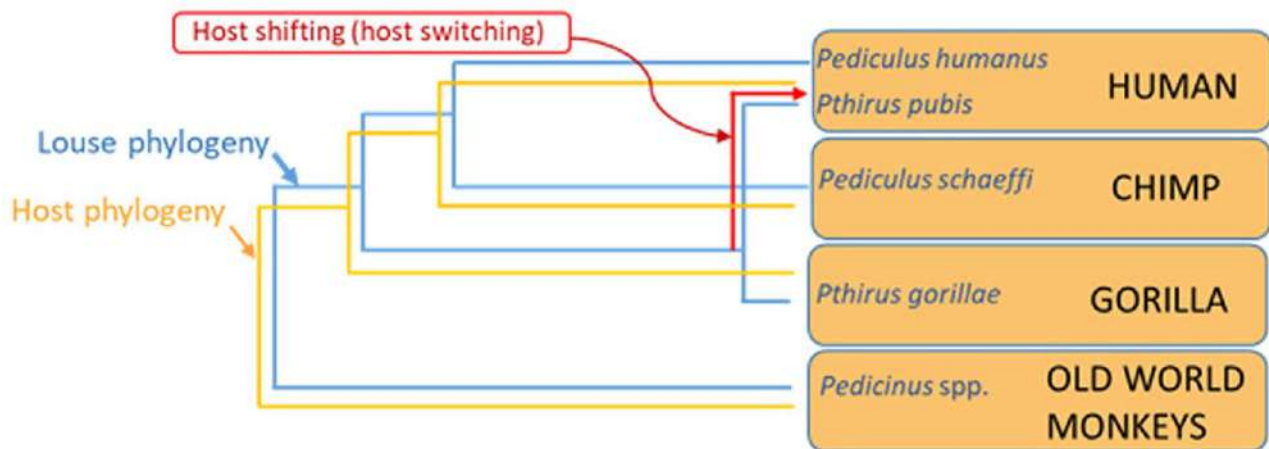 Host shifting (host switching)
Louse phylogeny
Host phylogeny
Pediculus humanus
Pthirus pubis
HUMAN
Pediculus schaeffi
CHIMP
Pthirus gorillae
GORILLA
Pedicinus spp.
OLD WORLD
MONKEYS